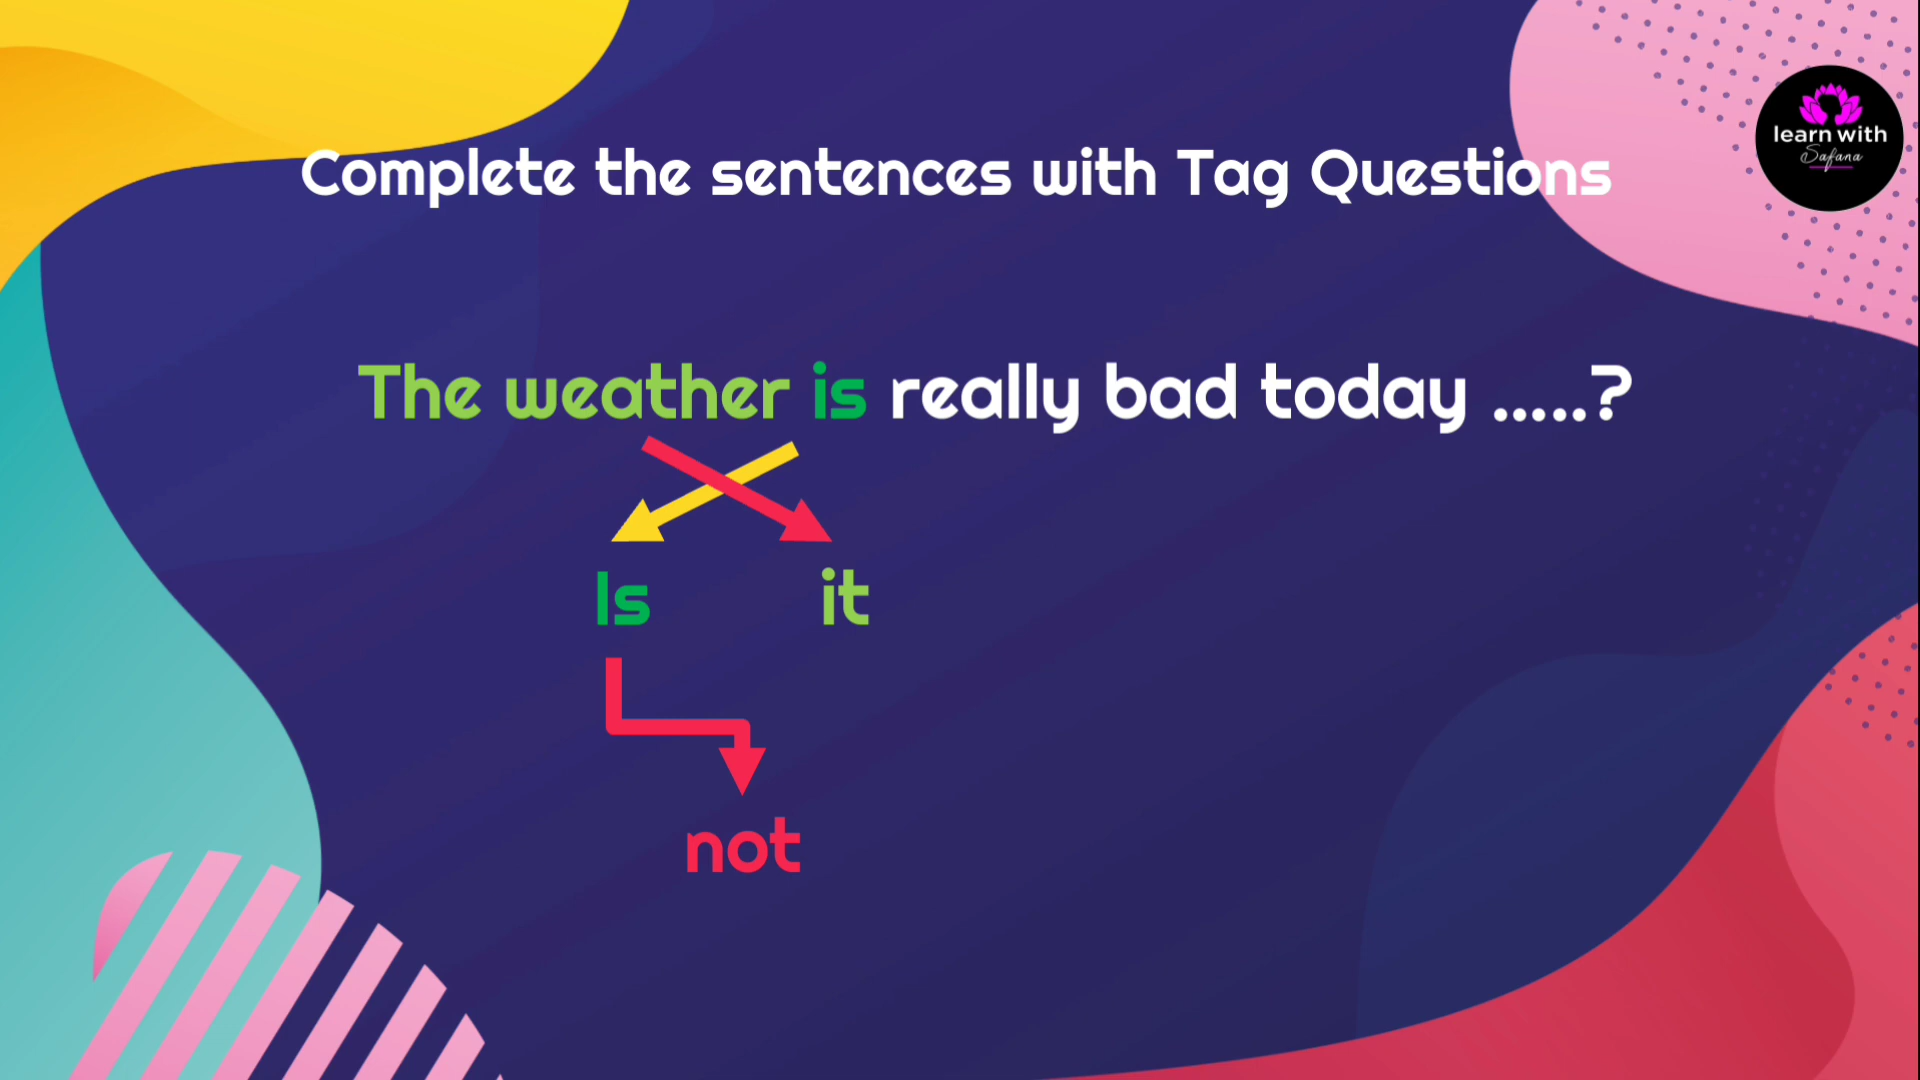 learn with
Safana
Complete the sentences with Tag Questions
The weather is really bad today .....?
Is it
not